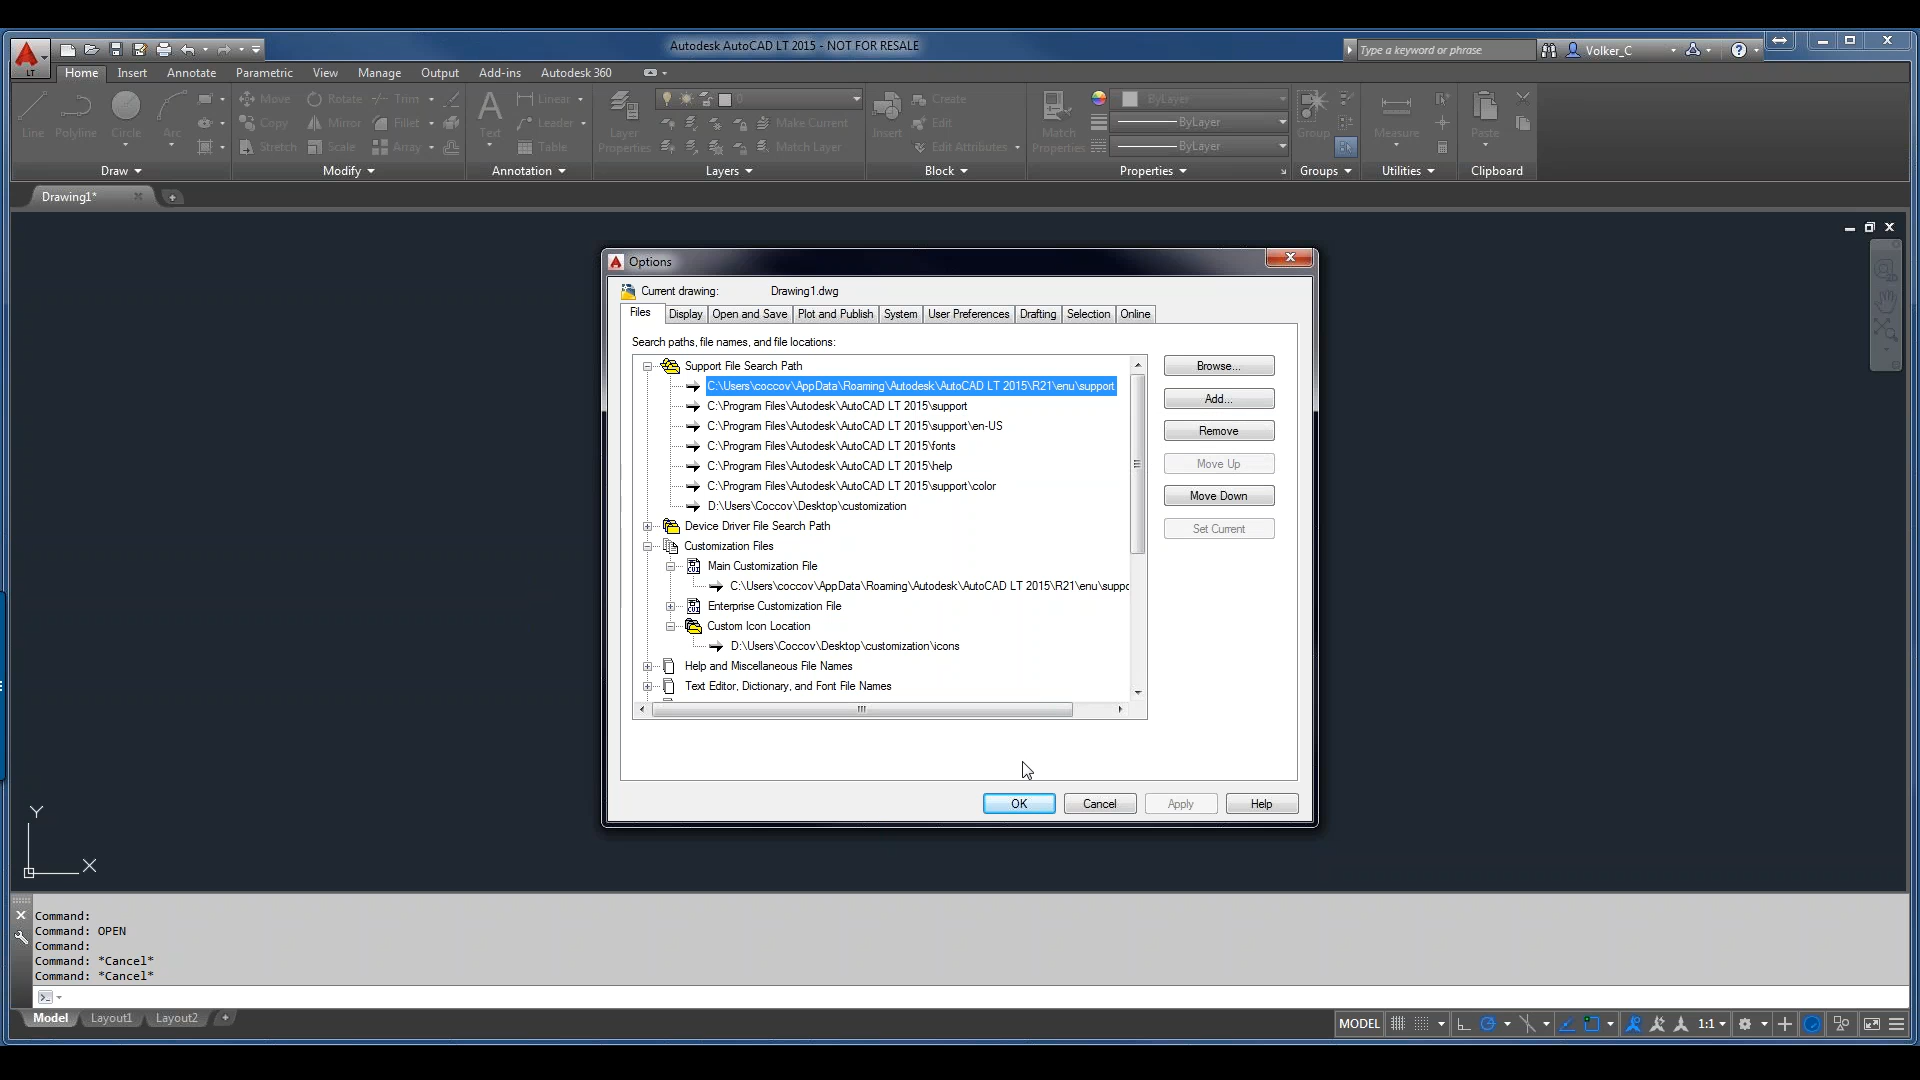 Autodesk AutoCAD LT 2015 - NOT FOR RESALE
Type a keyword or phrase
Volker_C
LT
Home Insert Annotate Parametric View Manage Output Add-ins Autodesk 360
Move Rotate Trim Linear 0 Create ByLayer
Copy Mirror Fillet Leader Make Current Edit ByLayer
Line Polyline Circle Arc Text Layer Properties Insert Match Properties Group Measure Paste
Stretch Scale Array Table Match Layer Edit Attributes ByLayer
Draw Modify Annotation Layers Block Properties Groups Utilities Clipboard
Drawing1*
Options
Current drawing: Drawing1.dwg
Files Display Open and Save Plot and Publish System User Preferences Drafting Selection Online
Search paths, file names, and file locations:
Support File Search Path
C:\Users\coccov\AppData\Roaming\Autodesk\AutoCAD LT 2015\R21\enu\support
C:\Program Files\Autodesk\AutoCAD LT 2015\support
C:\Program Files\Autodesk\AutoCAD LT 2015\support\en-US
C:\Program Files\Autodesk\AutoCAD LT 2015\fonts
C:\Program Files\Autodesk\AutoCAD LT 2015\help
C:\Program Files\Autodesk\AutoCAD LT 2015\support\color
D:\Users\Coccov\Desktop\customization
Device Driver File Search Path
Customization Files
Main Customization File
C:\Users\coccov\AppData\Roaming\Autodesk\AutoCAD LT 2015\R21\enu\suppo
Enterprise Customization File
Custom Icon Location
D:\Users\Coccov\Desktop\customization\icons
Help and Miscellaneous File Names
Text Editor, Dictionary, and Font File Names
Browse...
Add...
Remove
Move Up
Move Down
Set Current
OK Cancel Apply Help
Y
X
Command:
Command: OPEN
Command:
Command: *Cancel*
Command: *Cancel*
Model Layout1 Layout2
MODEL 1:1